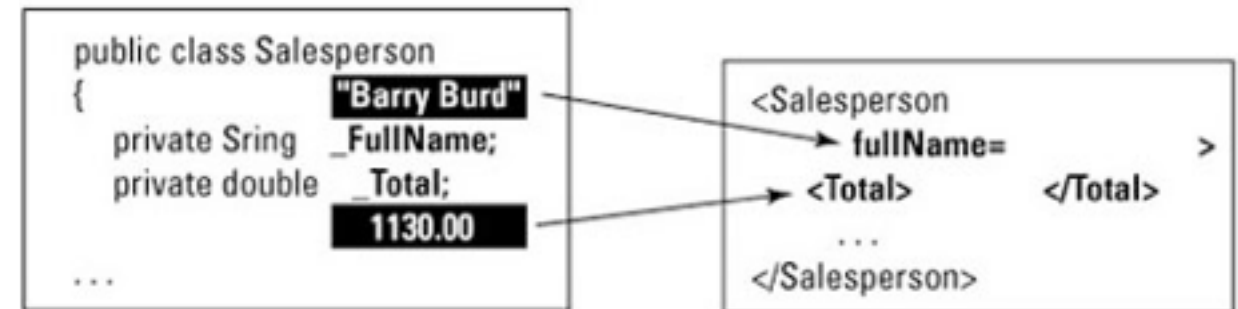 public class Salesperson
{ "Barry Burd"
private Sring _FullName;
private double _Total;
1130.00
...
<Salesperson
fullName= >
<Total> </Total>
...
</Salesperson>